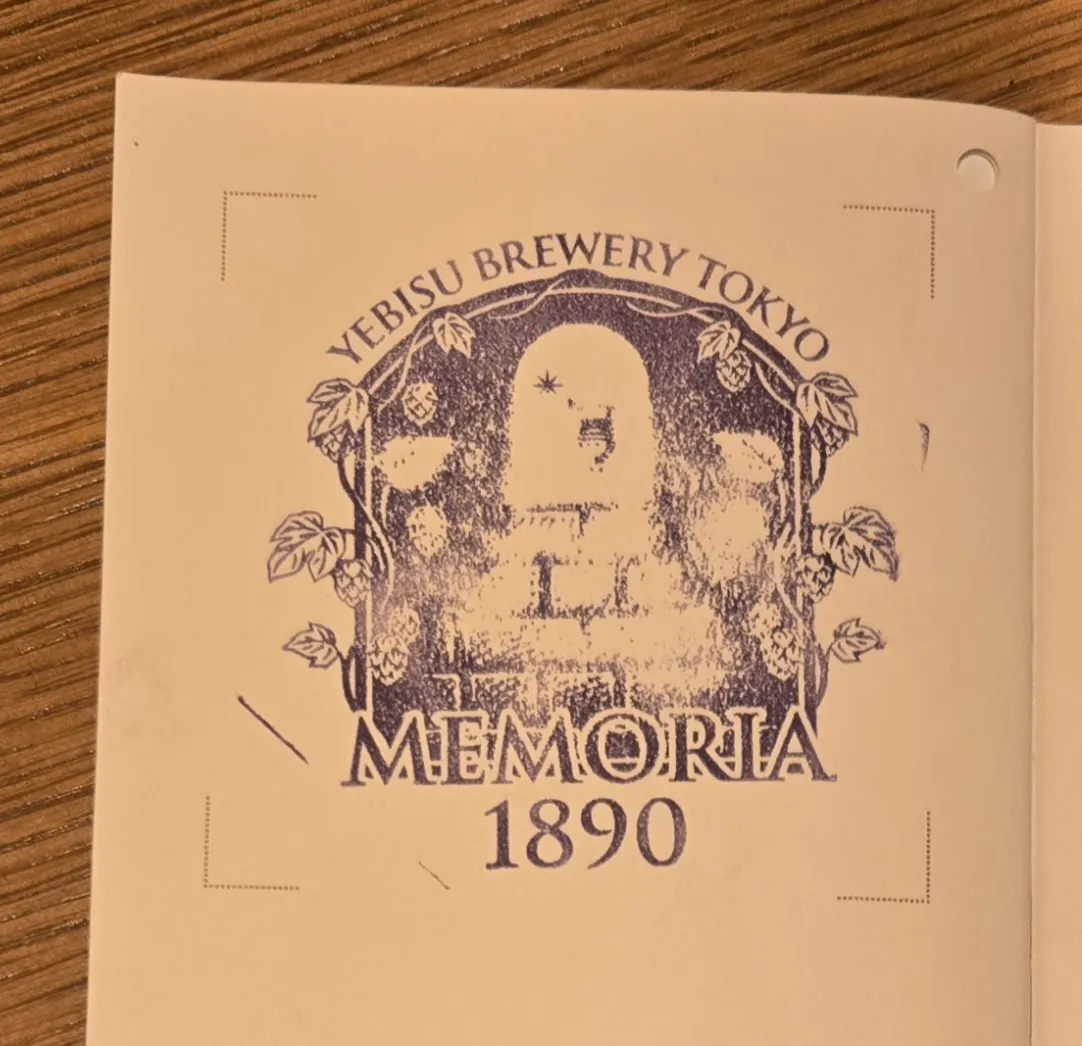 YEBISU BREWERY TOKYO
MEMORIA
1890